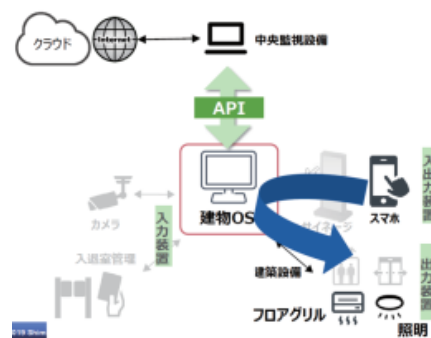 クラウド
Internet
中央監視設備
API
建物OS
カメラ
入力装置
入退室管理
サイネージ
スマホ
入出力装置
建築設備
出力装置
フロアグリル
照明